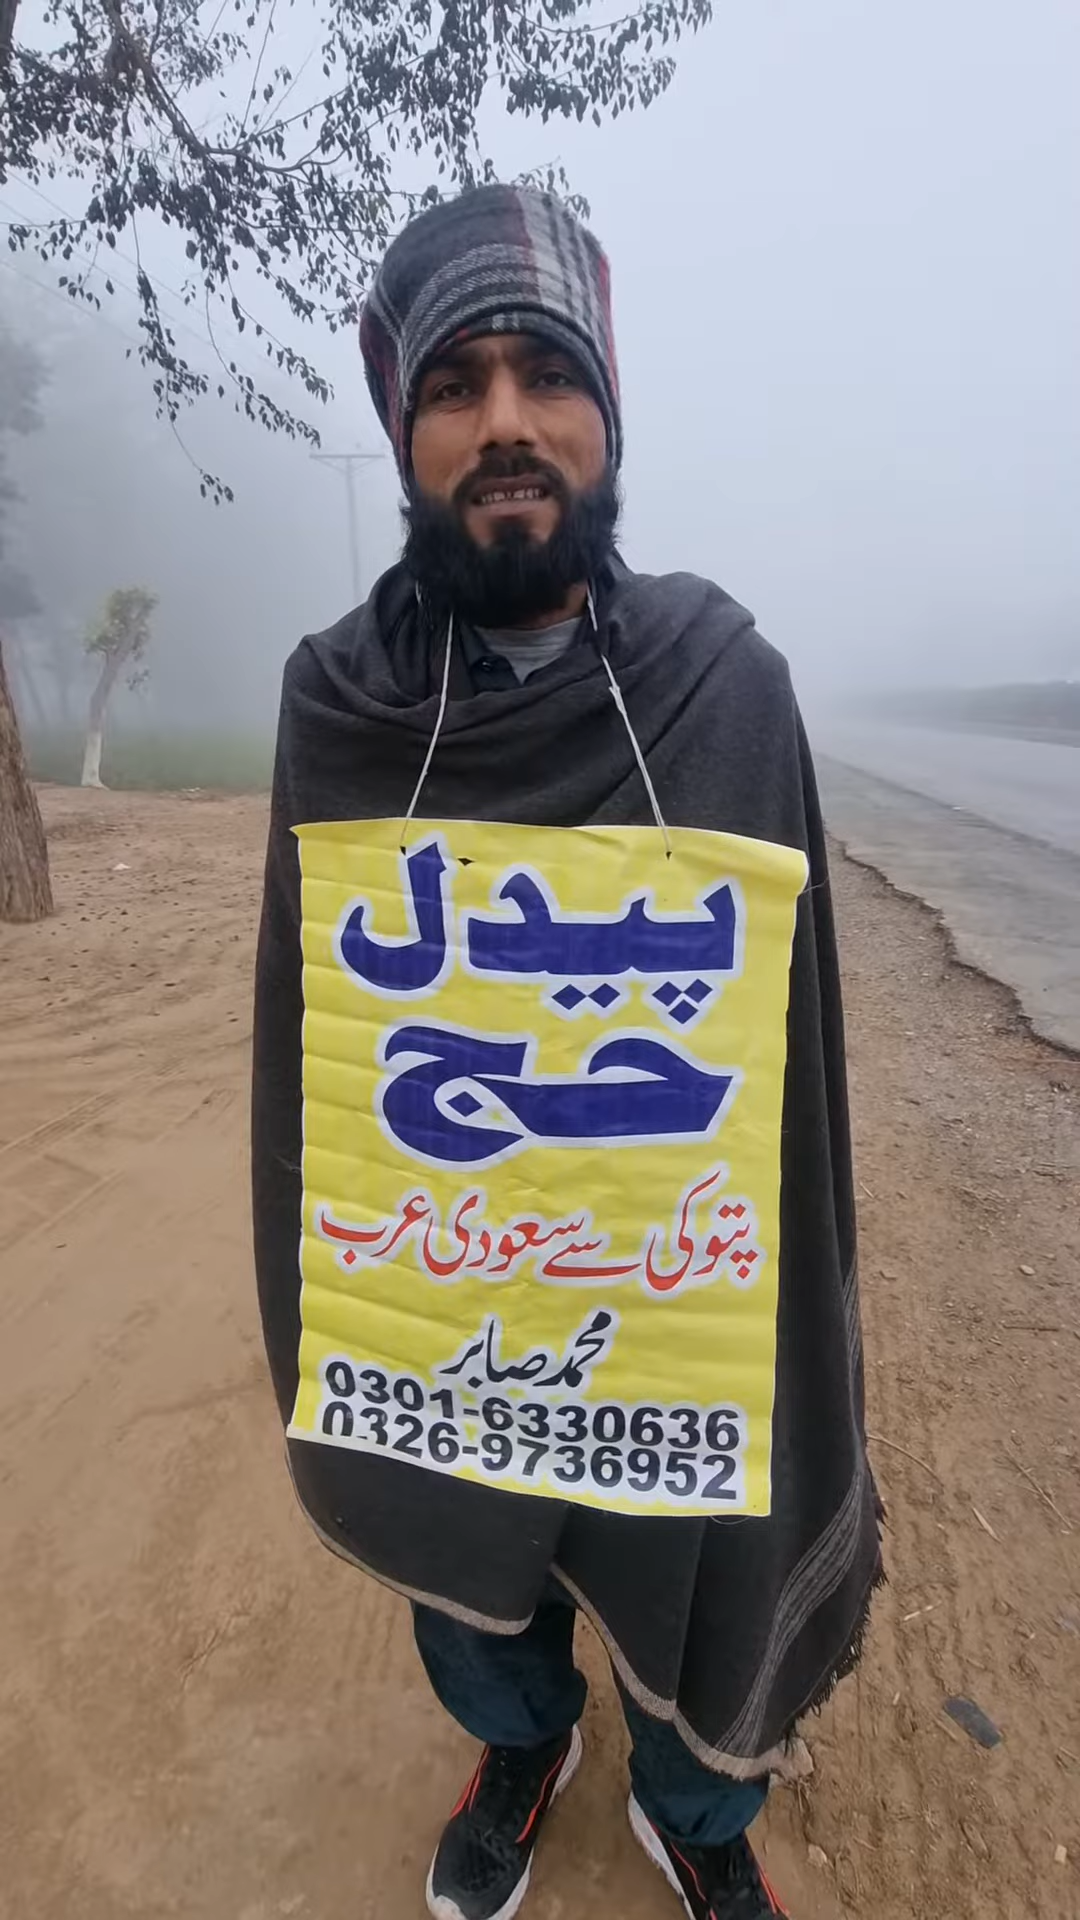 پیدل
حج
پتوکی سے سعودی عرب
محمد صابر
0301-6330636
0326-9736952